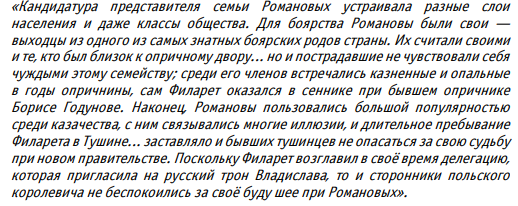 «Кандидатура представителя семьи Романовых устраивала разные слои
населения и даже классы общества. Для боярства Романовы были свои —
выходцы из одного из самых знатных боярских родов страны. Их считали своими
и те, кто был близок к опричному двору… но и пострадавшие не чувствовали себя
чуждыми этому семейству; среди его членов встречались казненные и опальные
в годы опричнины, сам Филарет оказался в сеннике при бывшем опричнике
Борисе Годунове. Наконец, Романовы пользовались большой популярностью
среди казачества, с ним связывались многие иллюзии, и длительное пребывание
Филарета в Тушине… заставляло и бывших тушинцев не опасаться за свою судьбу
при новом правительстве. Поскольку Филарет возглавил в своё время делегацию,
которая пригласила на русский трон Владислава, то и сторонники польского
королевича не беспокоились за своё буду шее при Романовых».